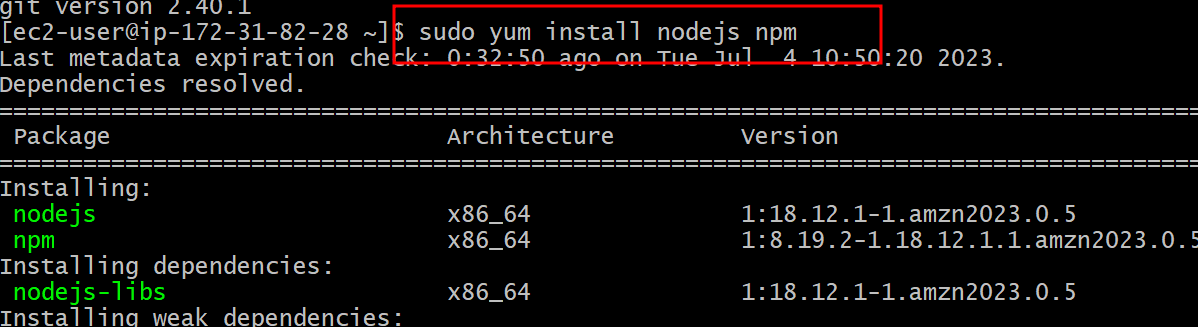 git version 2.40.1
[ec2-user@ip-172-31-82-28 ~]$ sudo yum install nodejs npm
Last metadata expiration check: 0:32:50 ago on Tue Jul  4 10:50:20 2023.
Dependencies resolved.
================================================================================
Package Architecture Version
================================================================================
Installing:
nodejs x86_64 1:18.12.1-1.amzn2023.0.5
npm x86_64 1:8.19.2-1.18.12.1.1.amzn2023.0.5
Installing dependencies:
nodejs-libs x86_64 1:18.12.1-1.amzn2023.0.5
Installing weak dependencies: